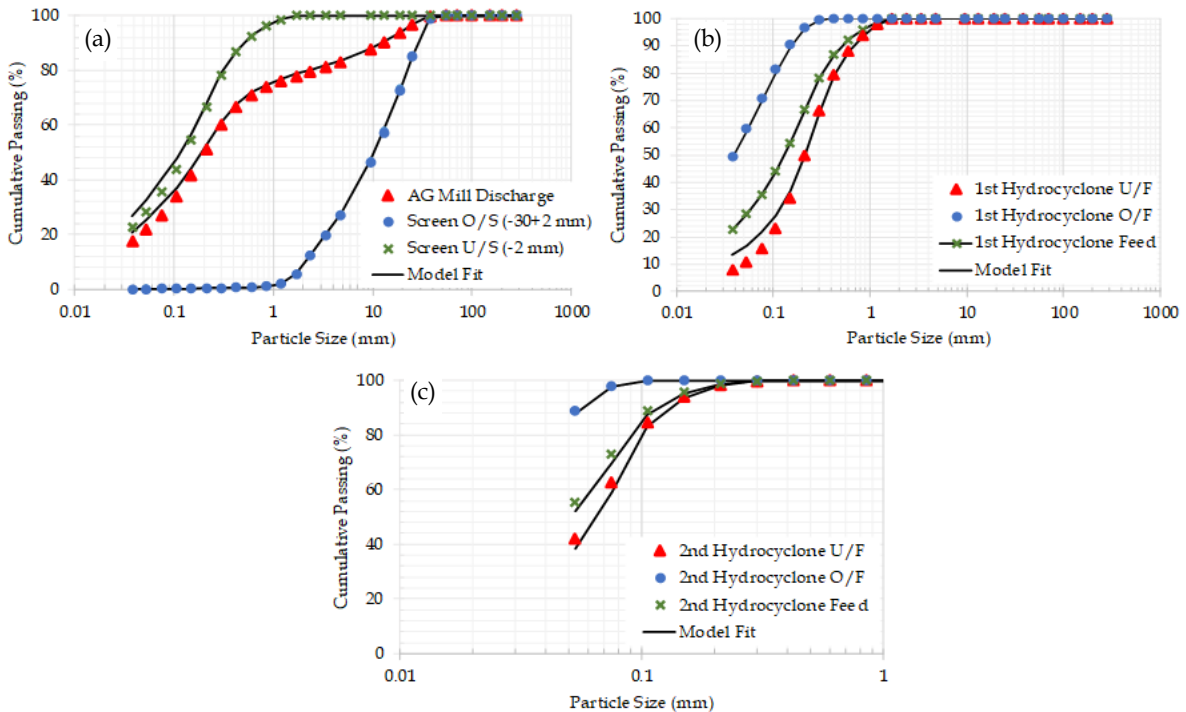 (a)
Cumulative Passing (%)
100
80
60
40
20
0
0.01 0.1 1 10 100 1000
Particle Size (mm)
AG Mill Discharge
Screen O/S (-30+2 mm)
Screen U/S (-2 mm)
Model Fit
(b)
Cumulative Passing (%)
100
90
80
70
60
50
40
30
20
10
0
0.01 0.1 1 10 100 1000
Particle Size (mm)
1st Hydrocyclone U/F
1st Hydrocyclone O/F
1st Hydrocyclone Feed
Model Fit
(c)
Cumulative Passing (%)
100
80
60
40
20
0
0.01 0.1 1
Particle Size (mm)
2nd Hydrocyclone U/F
2nd Hydrocyclone O/F
2nd Hydrocyclone Feed
Model Fit